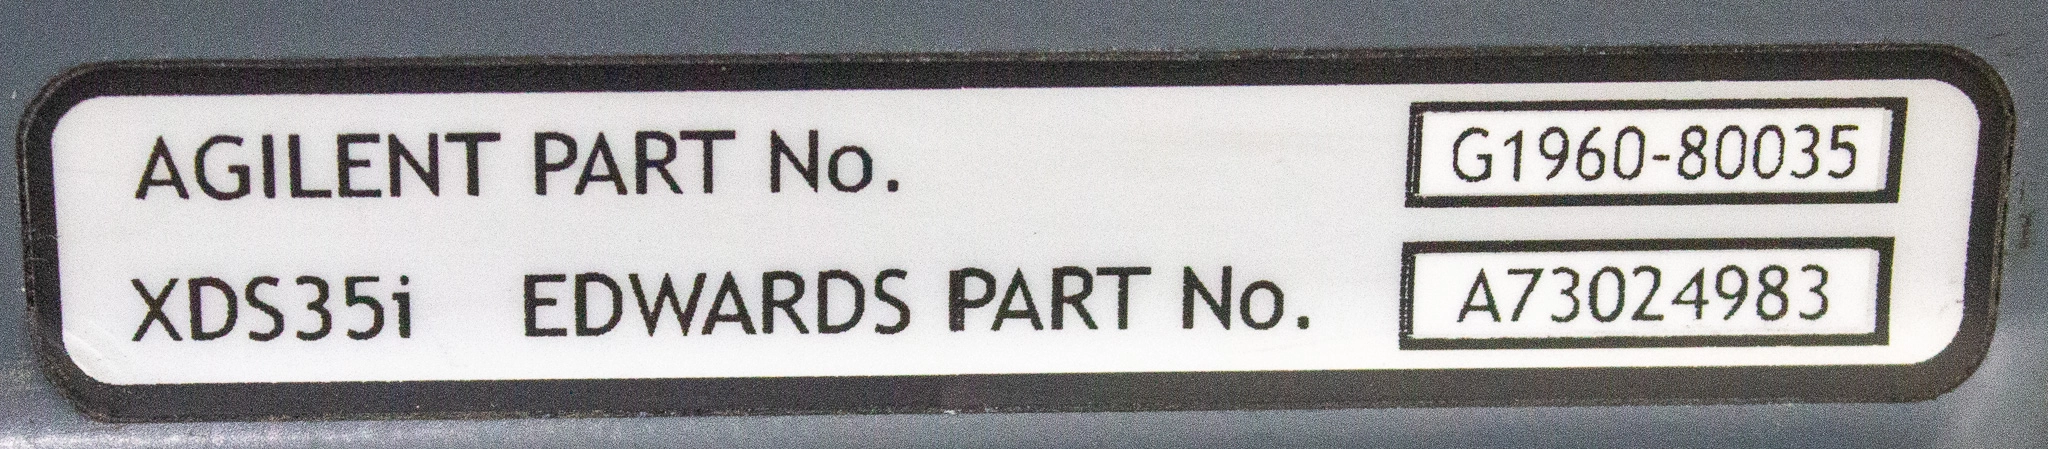 AGILENT PART No. G1960-80035
XDS35i EDWARDS PART No. A73024983